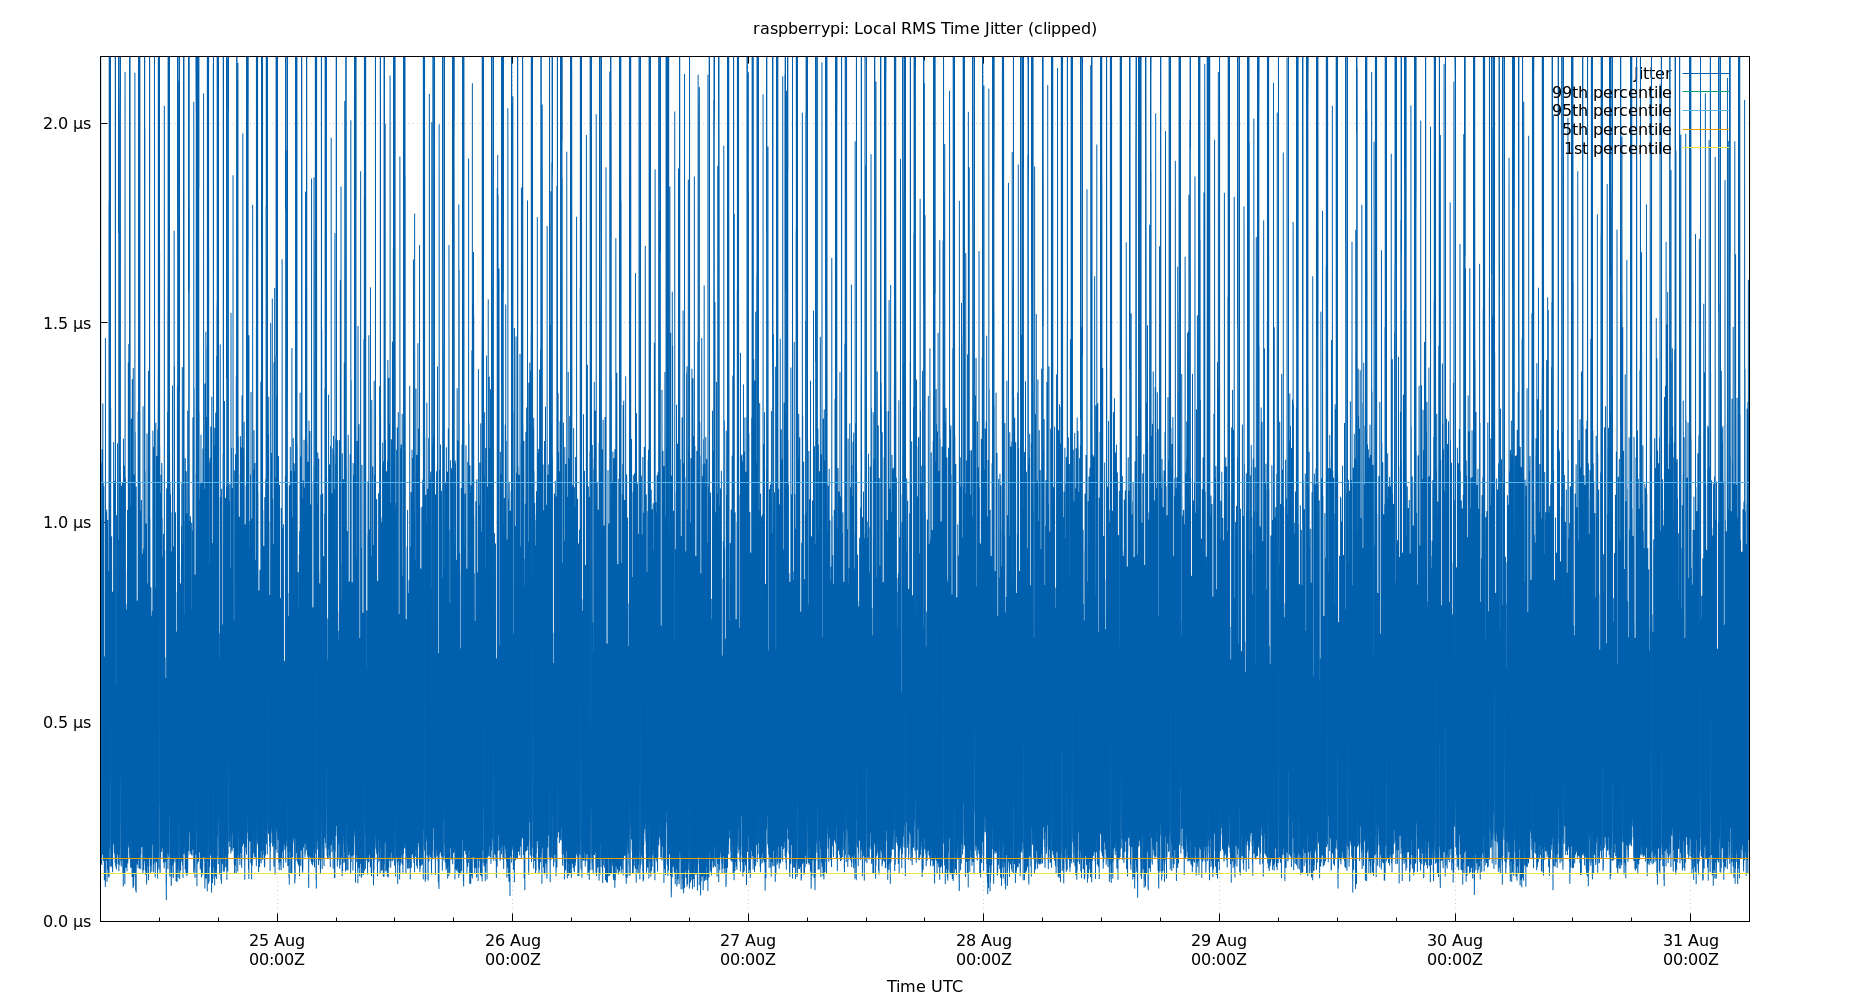 raspberrypi: Local RMS Time Jitter (clipped)
jitter
99th percentile
95th percentile
5th percentile
1st percentile
2.0 µs
1.5 µs
1.0 µs
0.5 µs
0.0 µs
25 Aug 26 Aug 27 Aug 28 Aug 29 Aug 30 Aug 31 Aug
00:00Z 00:00Z 00:00Z 00:00Z 00:00Z 00:00Z 00:00Z
Time UTC